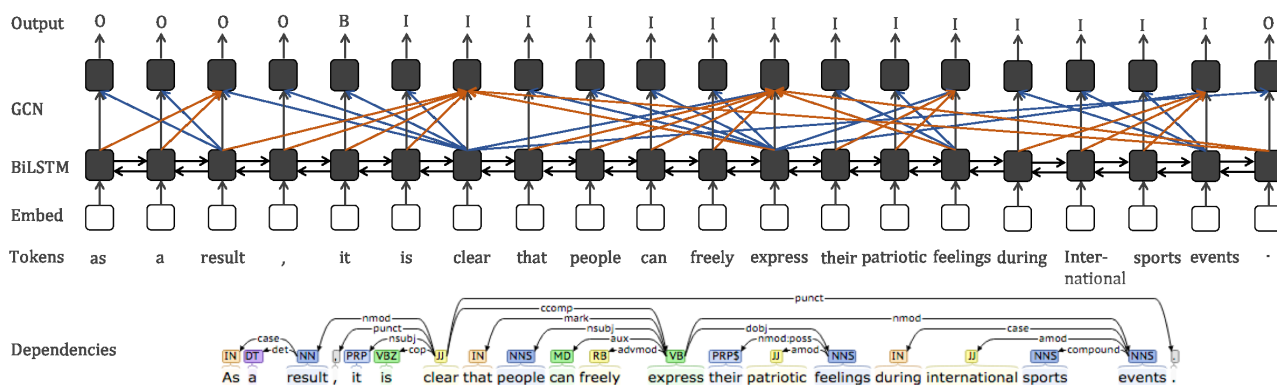 Output O O O O B I I I I I I I I I I I I I I O
GCN
BiLSTM
Embed
Tokens as a result , it is clear that people can freely express their patriotic feelings during Inter- sports events .
national
punct
ccomp
nmod mark nmod
punct nsubj dobj case
case nsubj aux nmod:poss amod
det cop advmod amod compound
Dependencies IN DT NN , PRP VBZ JJ IN NNS MD RB VB PRP$ JJ NNS IN JJ NNS NNS .
As a result , it is clear that people can freely express their patriotic feelings during international sports events .